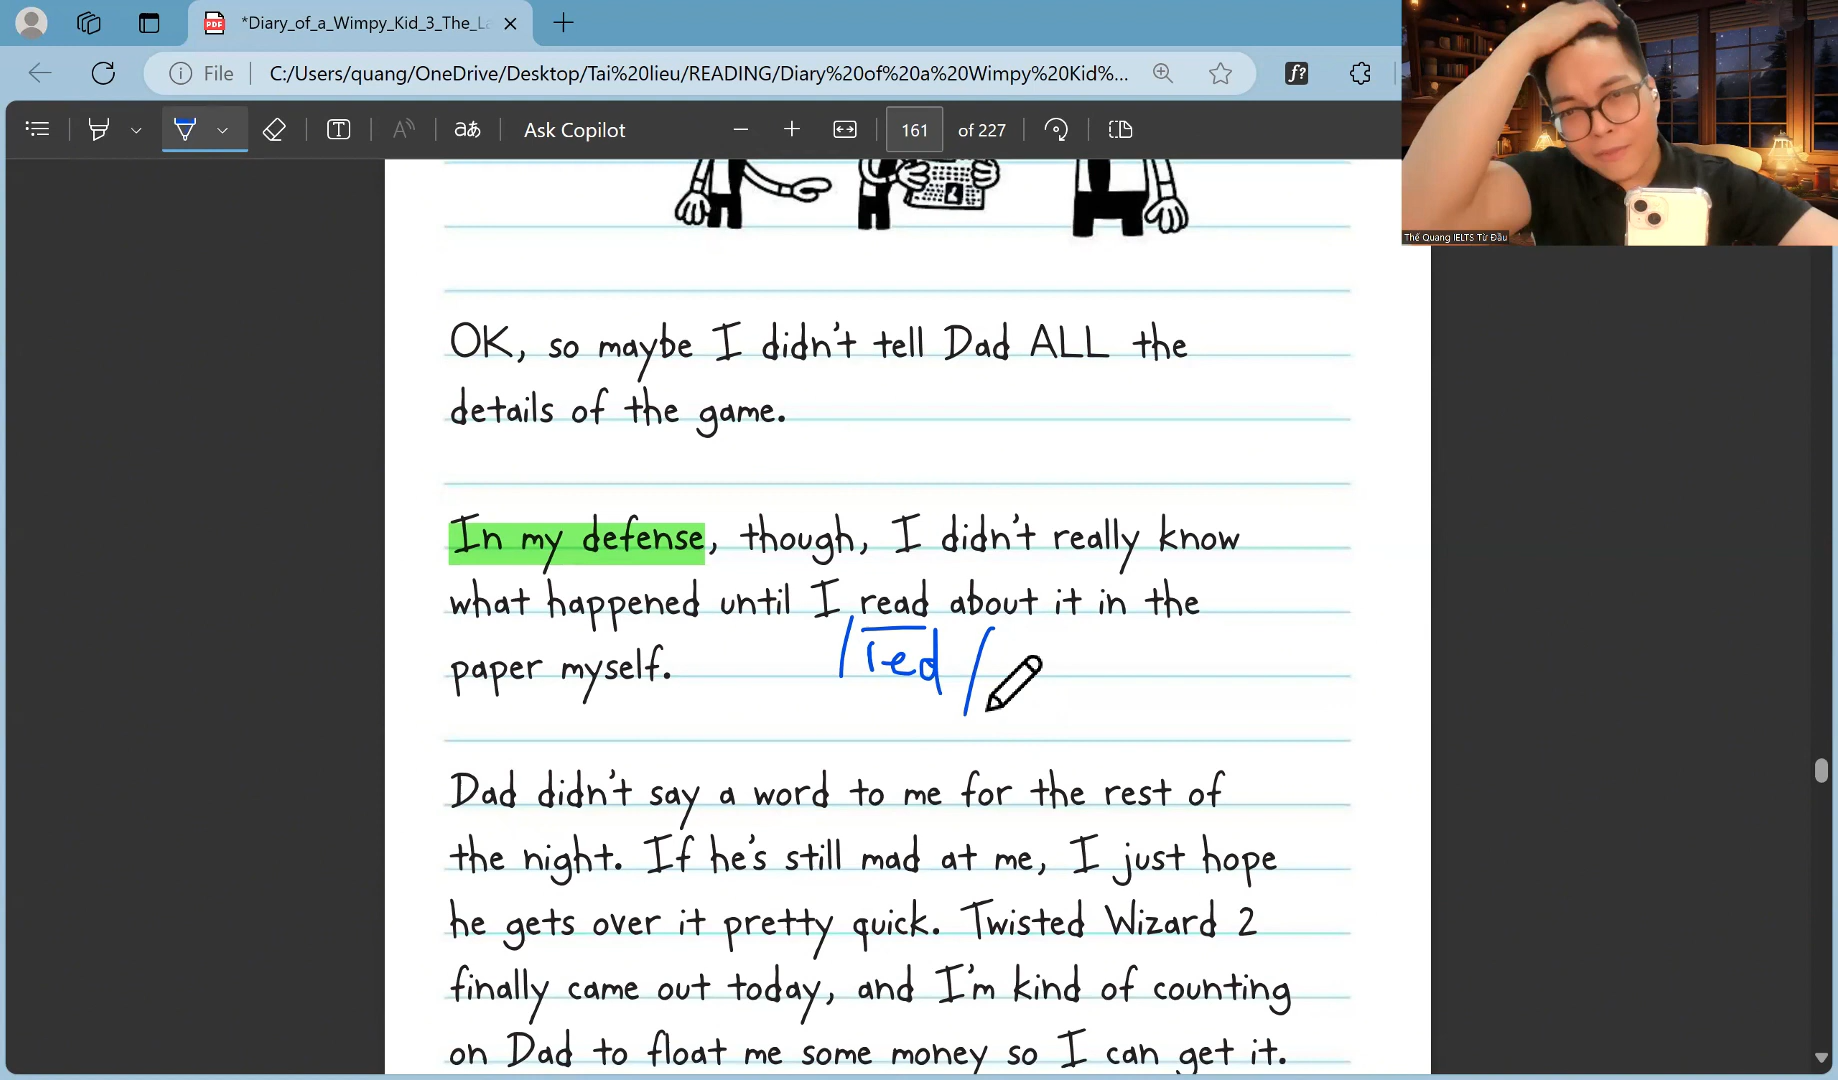 *Diary_of_a_Wimpy_Kid_3_The_La
File
C:/Users/quang/OneDrive/Desktop/Tai%20lieu/READING/Diary%20of%20a%20Wimpy%20Kid%...
f?
aあ
Ask Copilot
161 of 227
Thế Quang IELTS Từ Đầu
OK, so maybe I didn't tell Dad ALL the
details of the game.
In my defense, though, I didn't really know
what happened until I read about it in the
/red/
paper myself.
Dad didn't say a word to me for the rest of
the night. If he's still mad at me, I just hope
he gets over it pretty quick. Twisted Wizard 2
finally came out today, and I'm kind of counting
on Dad to float me some money so I can get it.